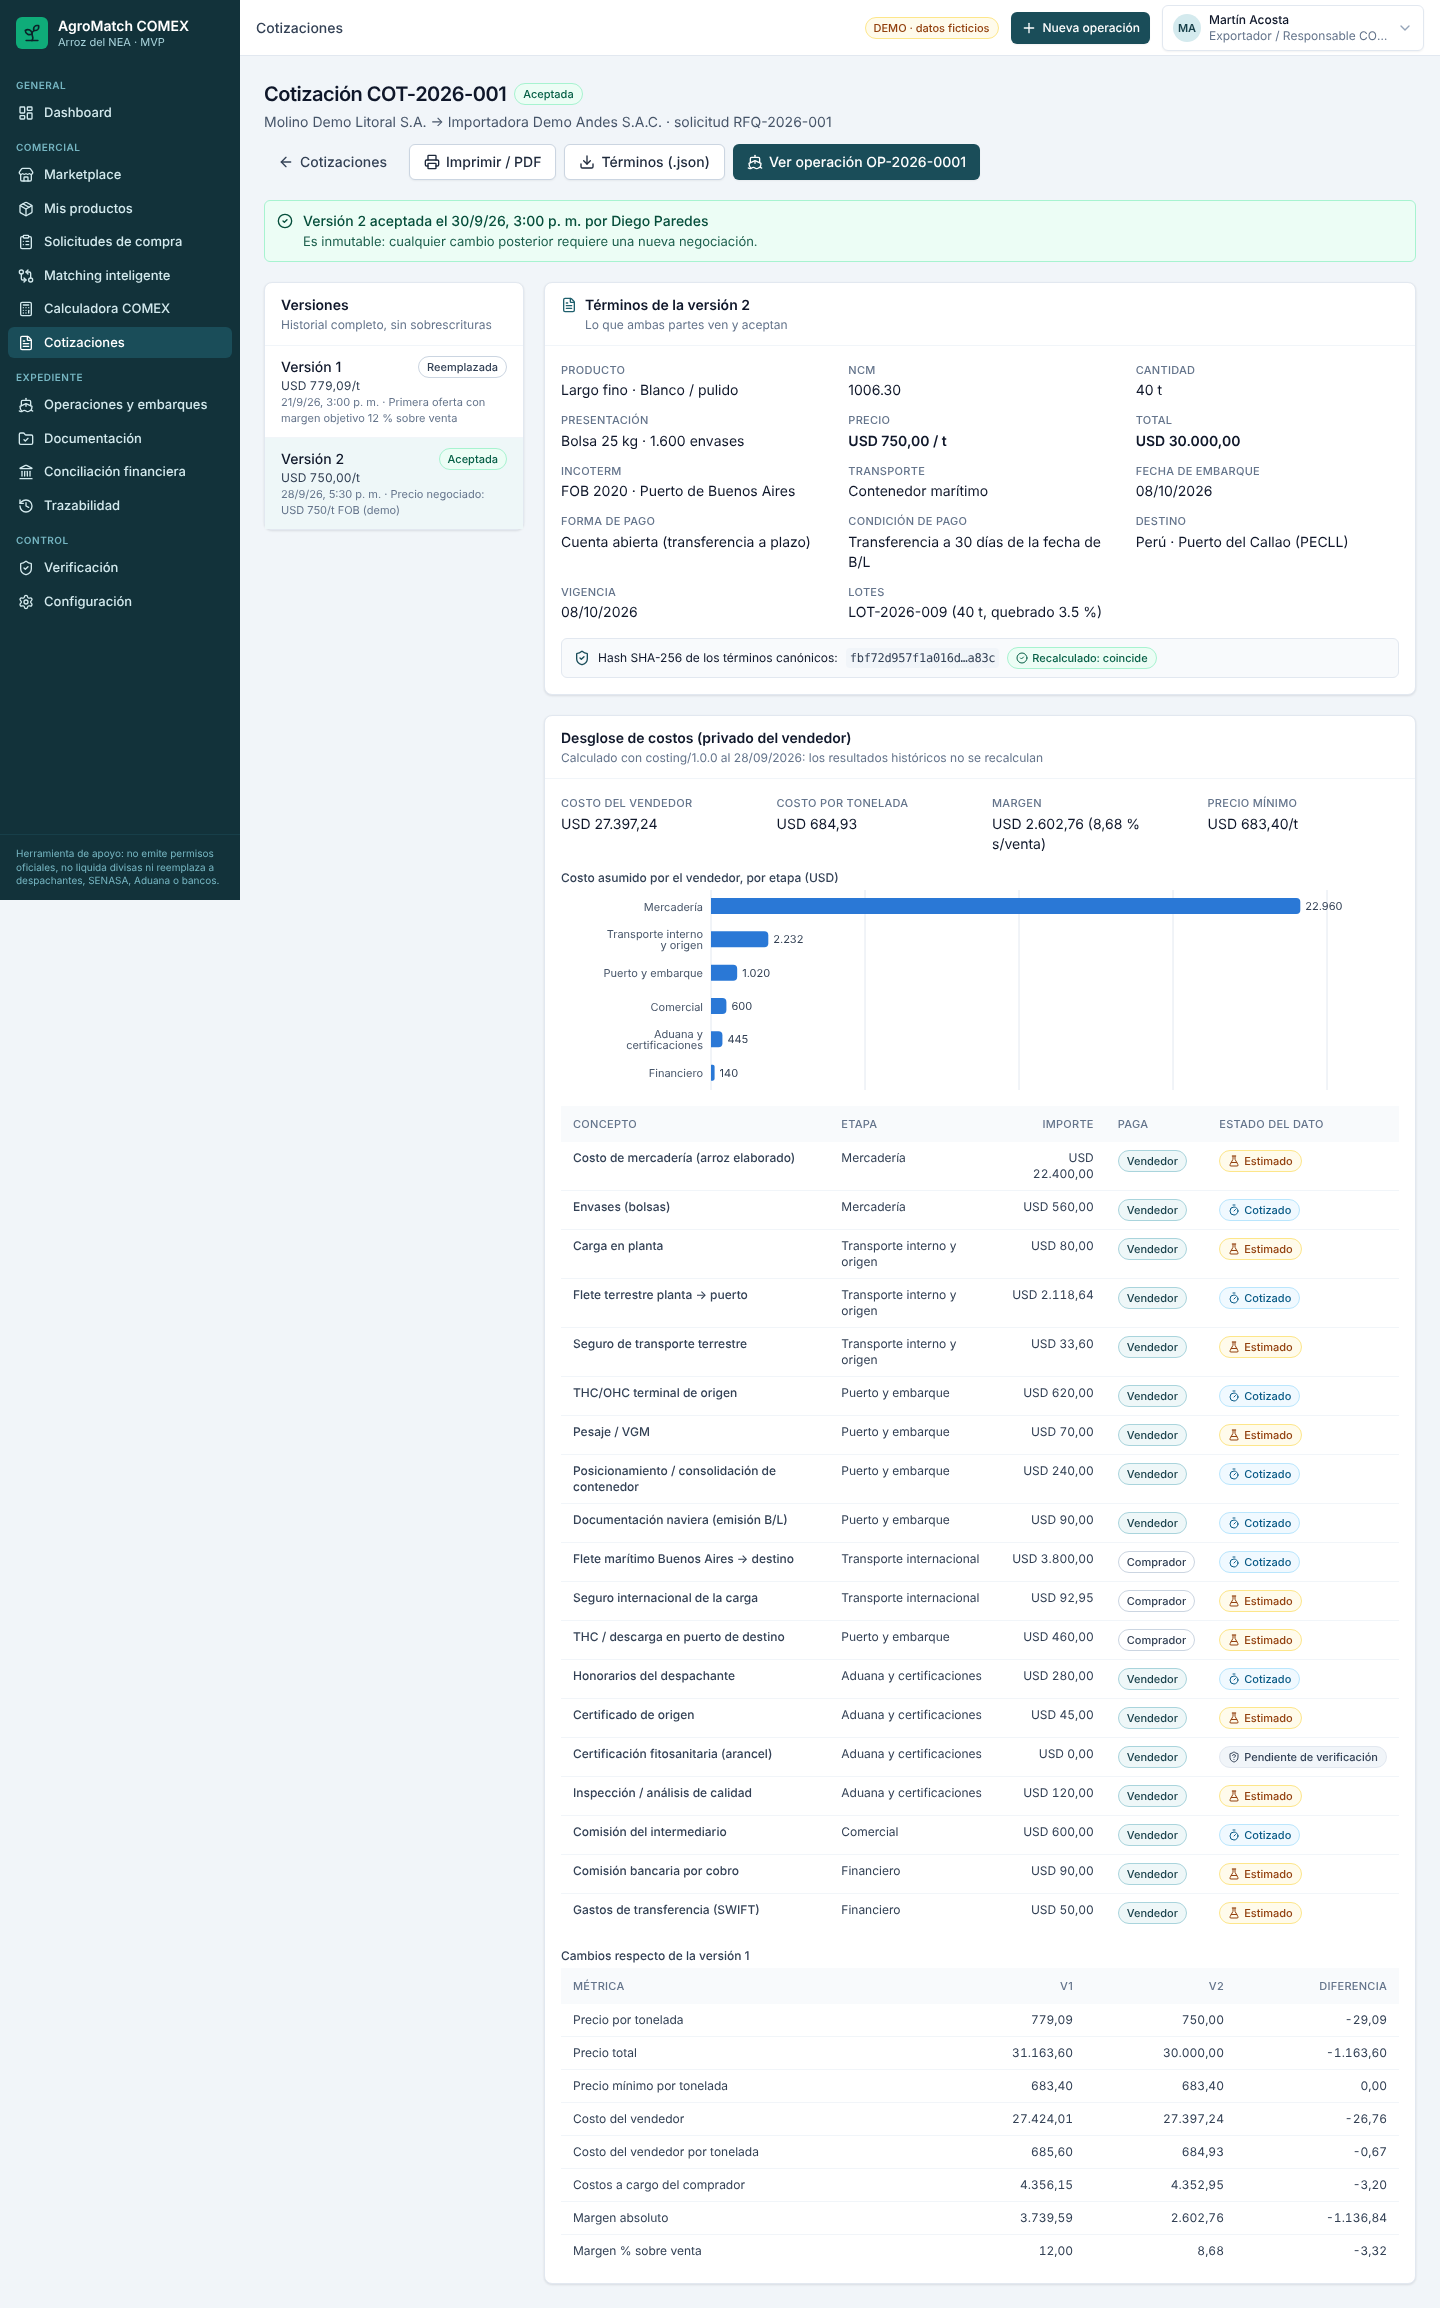 AgroMatch COMEX
Arroz del NEA · MVP
GENERAL
Dashboard
COMERCIAL
Marketplace
Mis productos
Solicitudes de compra
Matching inteligente
Calculadora COMEX
Cotizaciones
EXPEDIENTE
Operaciones y embarques
Documentación
Conciliación financiera
Trazabilidad
CONTROL
Verificación
Configuración
Herramienta de apoyo: no emite permisos
oficiales, no liquida divisas ni reemplaza a
despachantes, SENASA, Aduana o bancos.
Cotizaciones
DEMO · datos ficticios
Nueva operación
MA
Martín Acosta
Exportador / Responsable CO...
Cotización COT-2026-001 Aceptada
Molino Demo Litoral S.A. → Importadora Demo Andes S.A.C. · solicitud RFQ-2026-001
← Cotizaciones
Imprimir / PDF
Términos (.json)
Ver operación OP-2026-0001
Versión 2 aceptada el 30/9/26, 3:00 p. m. por Diego Paredes
Es inmutable: cualquier cambio posterior requiere una nueva negociación.
Versiones
Historial completo, sin sobrescrituras
Versión 1 Reemplazada
USD 779,09/t
21/9/26, 3:00 p. m. · Primera oferta con
margen objetivo 12 % sobre venta
Versión 2 Aceptada
USD 750,00/t
28/9/26, 5:30 p. m. · Precio negociado:
USD 750/t FOB (demo)
Términos de la versión 2
Lo que ambas partes ven y aceptan
PRODUCTO NCM CANTIDAD
Largo fino · Blanco / pulido 1006.30 40 t
PRESENTACIÓN PRECIO TOTAL
Bolsa 25 kg · 1.600 envases USD 750,00 / t USD 30.000,00
INCOTERM TRANSPORTE FECHA DE EMBARQUE
FOB 2020 · Puerto de Buenos Aires Contenedor marítimo 08/10/2026
FORMA DE PAGO CONDICIÓN DE PAGO DESTINO
Cuenta abierta (transferencia a plazo) Transferencia a 30 días de la fecha de Perú · Puerto del Callao (PECLL)
B/L
VIGENCIA LOTES
08/10/2026 LOT-2026-009 (40 t, quebrado 3.5 %)
Hash SHA-256 de los términos canónicos: fbf72d957f1a016d…a83c Recalculado: coincide
Desglose de costos (privado del vendedor)
Calculado con costing/1.0.0 al 28/09/2026: los resultados históricos no se recalculan
COSTO DEL VENDEDOR COSTO POR TONELADA MARGEN PRECIO MÍNIMO
USD 27.397,24 USD 684,93 USD 2.602,76 (8,68 % USD 683,40/t
s/venta)
Costo asumido por el vendedor, por etapa (USD)
Mercadería 22.960
Transporte interno
y origen 2.232
Puerto y embarque 1.020
Comercial 600
Aduana y
certificaciones 445
Financiero 140
CONCEPTO ETAPA IMPORTE PAGA ESTADO DEL DATO
Costo de mercadería (arroz elaborado) Mercadería USD Vendedor Estimado
22.400,00
Envases (bolsas) Mercadería USD 560,00 Vendedor Cotizado
Carga en planta Transporte interno y USD 80,00 Vendedor Estimado
origen
Flete terrestre planta → puerto Transporte interno y USD 2.118,64 Vendedor Cotizado
origen
Seguro de transporte terrestre Transporte interno y USD 33,60 Vendedor Estimado
origen
THC/OHC terminal de origen Puerto y embarque USD 620,00 Vendedor Cotizado
Pesaje / VGM Puerto y embarque USD 70,00 Vendedor Estimado
Posicionamiento / consolidación de Puerto y embarque USD 240,00 Vendedor Cotizado
contenedor
Documentación naviera (emisión B/L) Puerto y embarque USD 90,00 Vendedor Cotizado
Flete marítimo Buenos Aires → destino Transporte internacional USD 3.800,00 Comprador Cotizado
Seguro internacional de la carga Transporte internacional USD 92,95 Comprador Estimado
THC / descarga en puerto de destino Puerto y embarque USD 460,00 Comprador Estimado
Honorarios del despachante Aduana y certificaciones USD 280,00 Vendedor Cotizado
Certificado de origen Aduana y certificaciones USD 45,00 Vendedor Estimado
Certificación fitosanitaria (arancel) Aduana y certificaciones USD 0,00 Vendedor Pendiente de verificación
Inspección / análisis de calidad Aduana y certificaciones USD 120,00 Vendedor Estimado
Comisión del intermediario Comercial USD 600,00 Vendedor Cotizado
Comisión bancaria por cobro Financiero USD 90,00 Vendedor Estimado
Gastos de transferencia (SWIFT) Financiero USD 50,00 Vendedor Estimado
Cambios respecto de la versión 1
MÉTRICA V1 V2 DIFERENCIA
Precio por tonelada 779,09 750,00 -29,09
Precio total 31.163,60 30.000,00 -1.163,60
Precio mínimo por tonelada 683,40 683,40 0,00
Costo del vendedor 27.424,01 27.397,24 -26,76
Costo del vendedor por tonelada 685,60 684,93 -0,67
Costos a cargo del comprador 4.356,15 4.352,95 -3,20
Margen absoluto 3.739,59 2.602,76 -1.136,84
Margen % sobre venta 12,00 8,68 -3,32